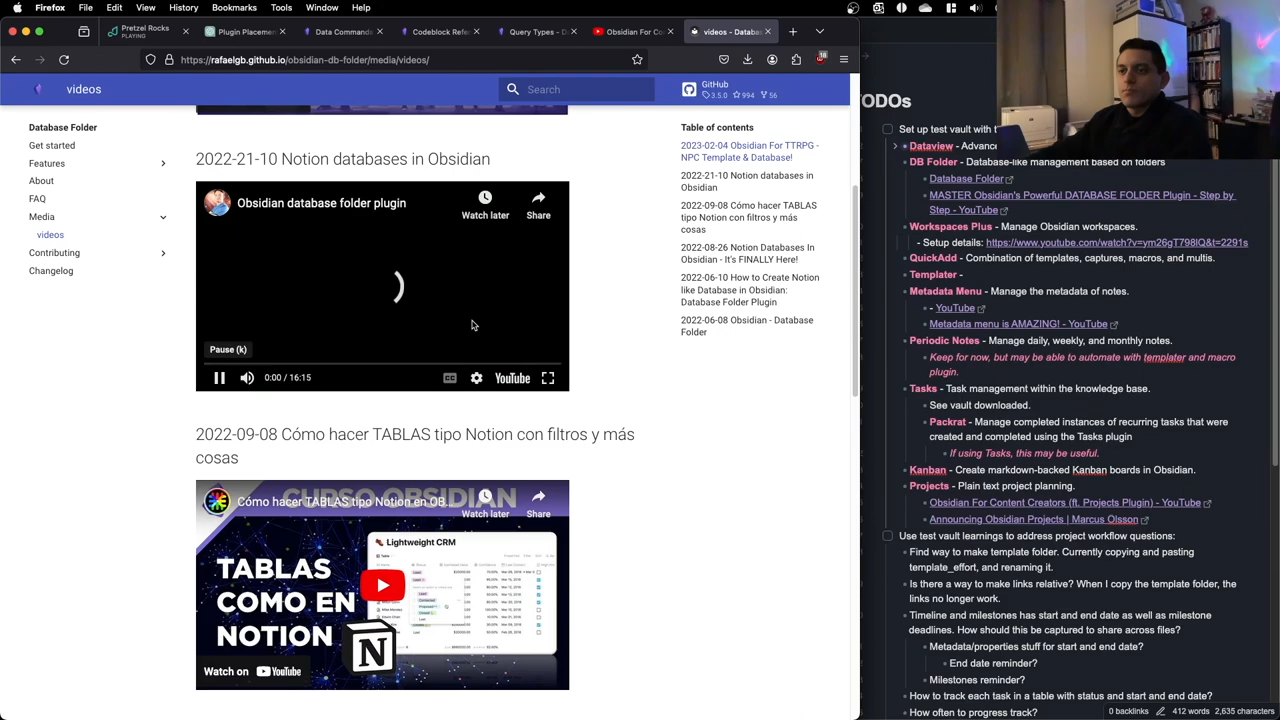 Firefox File Edit View History Bookmarks Tools Window Help
Pretzel Rocks
PLAYING
Plugin Placemen
Data Commands
Codeblock Refe
Query Types - D
Obsidian For Co
videos - Databa
https://rafaelgb.github.io/obsidian-db-folder/media/videos/
18
videos
Search
GitHub
3.5.0 994 56
Database Folder
Get started
Features
About
FAQ
Media
videos
Contributing
Changelog
2022-21-10 Notion databases in Obsidian
Obsidian database folder plugin
Watch later
Share
Pause (k)
0:00 / 16:15
CC
YouTube
2022-09-08 Cómo hacer TABLAS tipo Notion con filtros y más
cosas
CURSO OBSIDIAN
Cómo hacer TABLAS tipo Notion en OB...
Watch later
Share
Lightweight CRM
TABLAS
COMO EN
NOTION
N
Watch on YouTube
Table of contents
2023-02-04 Obsidian For TTRPG -
NPC Template & Database!
2022-21-10 Notion databases in
Obsidian
2022-09-08 Cómo hacer TABLAS
tipo Notion con filtros y más
cosas
2022-08-26 Notion Databases In
Obsidian - It's FINALLY Here!
2022-06-10 How to Create Notion
like Database in Obsidian:
Database Folder Plugin
2022-06-08 Obsidian - Database
Folder
ODOs
Set up test vault with t
Dataview - Advanc
DB Folder - Database-like management based on folders
Database Folder
MASTER Obsidian's Powerful DATABASE FOLDER Plugin - Step by
Step - YouTube
Workspaces Plus - Manage Obsidian workspaces.
- Setup details: https://www.youtube.com/watch?v=ym26gT798lQ&t=2291s
QuickAdd - Combination of templates, captures, macros, and multis.
Templater -
Metadata Menu - Manage the metadata of notes.
- YouTube
Metadata menu is AMAZING! - YouTube
Periodic Notes - Manage daily, weekly, and monthly notes.
Keep for now, but may be able to automate with templater and macro
plugin.
Tasks - Task management within the knowledge base.
See vault downloaded.
Packrat - Manage completed instances of recurring tasks that were
created and completed using the Tasks plugin
If using Tasks, this may be useful.
Kanban - Create markdown-backed Kanban boards in Obsidian.
Projects - Plain text project planning.
Obsidian For Content Creators (ft. Projects Plugin) - YouTube
Announcing Obsidian Projects | Marcus Olsson
Use test vault learnings to address project workflow questions:
Find way to make template folder. Currently copying and pasting
template_effort, and renaming it.
Is there a way to make links relative? When I copy the template folder, the
links no longer work.
Timeline and milestones has start and end date as well as milestone
deadlines. How should this be captured to share across files?
Metadata/properties stuff for start and end date?
End date reminder?
Milestones reminder?
How to track each task in a table with status and start and end date?
How often to progress track?
0 backlinks 412 words 2,635 characters